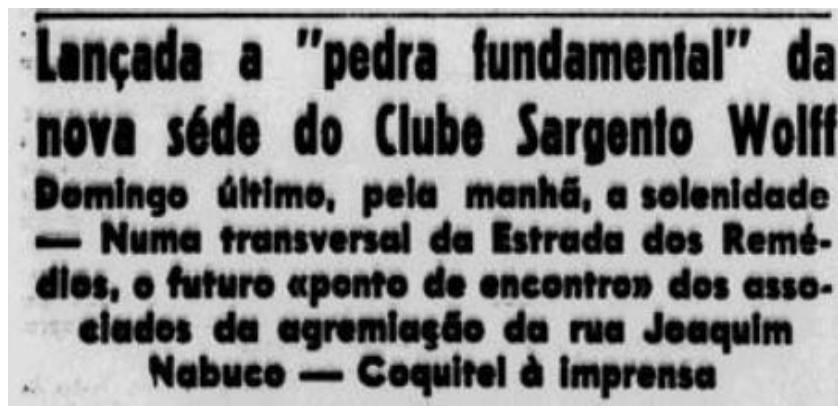 Lançada a "pedra fundamental" da
nova séde do Clube Sargento Wolff
Domingo último, pela manhã, a solenidade
— Numa transversal da Estrada dos Remé-
dios, o futuro «ponto de encontro» dos asso-
ciados da agremiação da rua Joaquim
Nabuco — Coquitel à imprensa